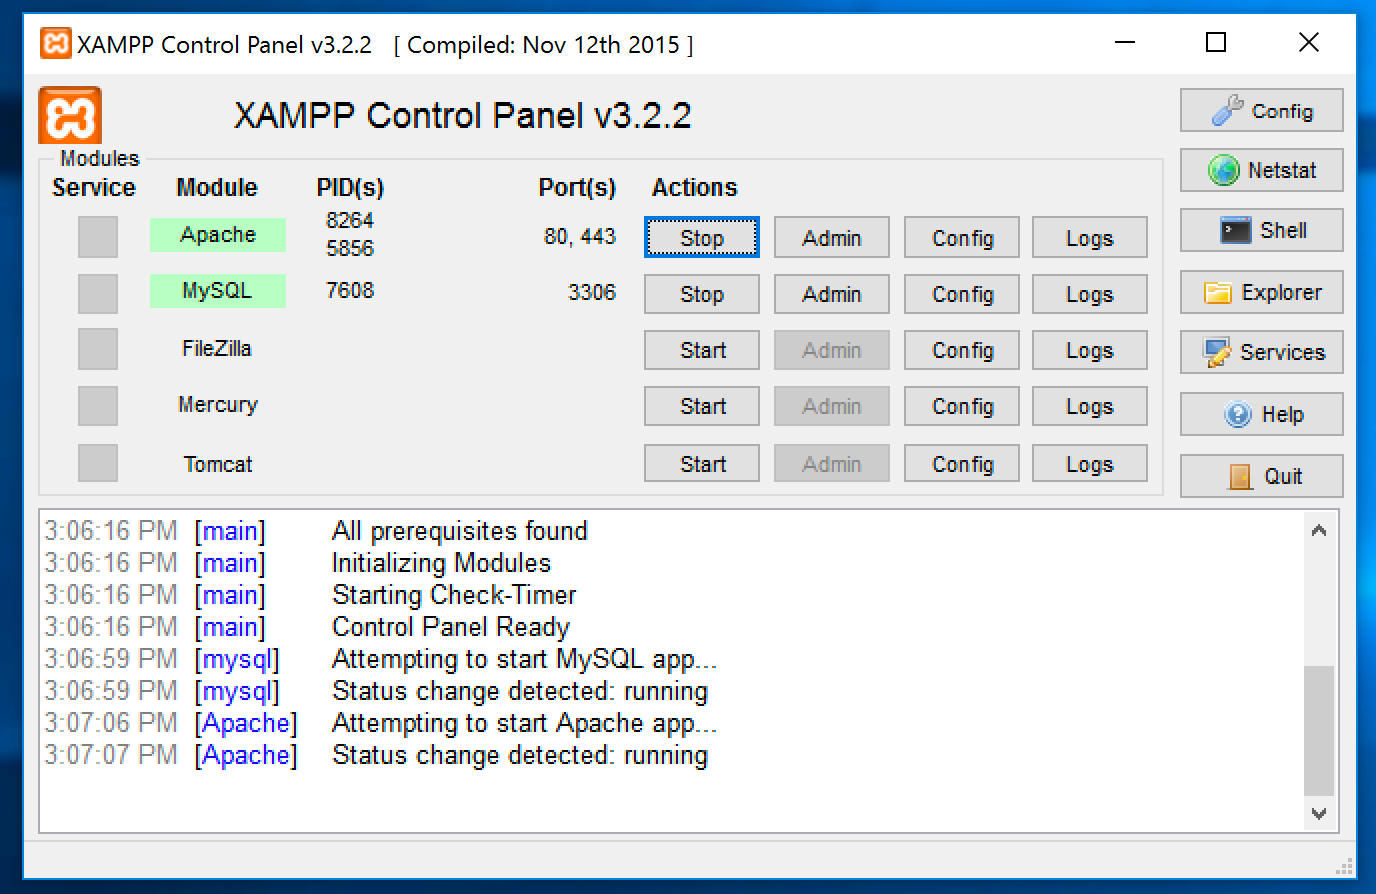 XAMPP Control Panel v3.2.2 [ Compiled: Nov 12th 2015 ]
XAMPP Control Panel v3.2.2
Config
Modules
Service Module PID(s) Port(s) Actions
Netstat
Apache 8264 5856 80, 443 Stop Admin Config Logs
Shell
MySQL 7608 3306 Stop Admin Config Logs
Explorer
FileZilla Start Admin Config Logs
Services
Mercury Start Admin Config Logs
Help
Tomcat Start Admin Config Logs
Quit
3:06:16 PM [main] All prerequisites found
3:06:16 PM [main] Initializing Modules
3:06:16 PM [main] Starting Check-Timer
3:06:16 PM [main] Control Panel Ready
3:06:59 PM [mysql] Attempting to start MySQL app...
3:06:59 PM [mysql] Status change detected: running
3:07:06 PM [Apache] Attempting to start Apache app...
3:07:07 PM [Apache] Status change detected: running